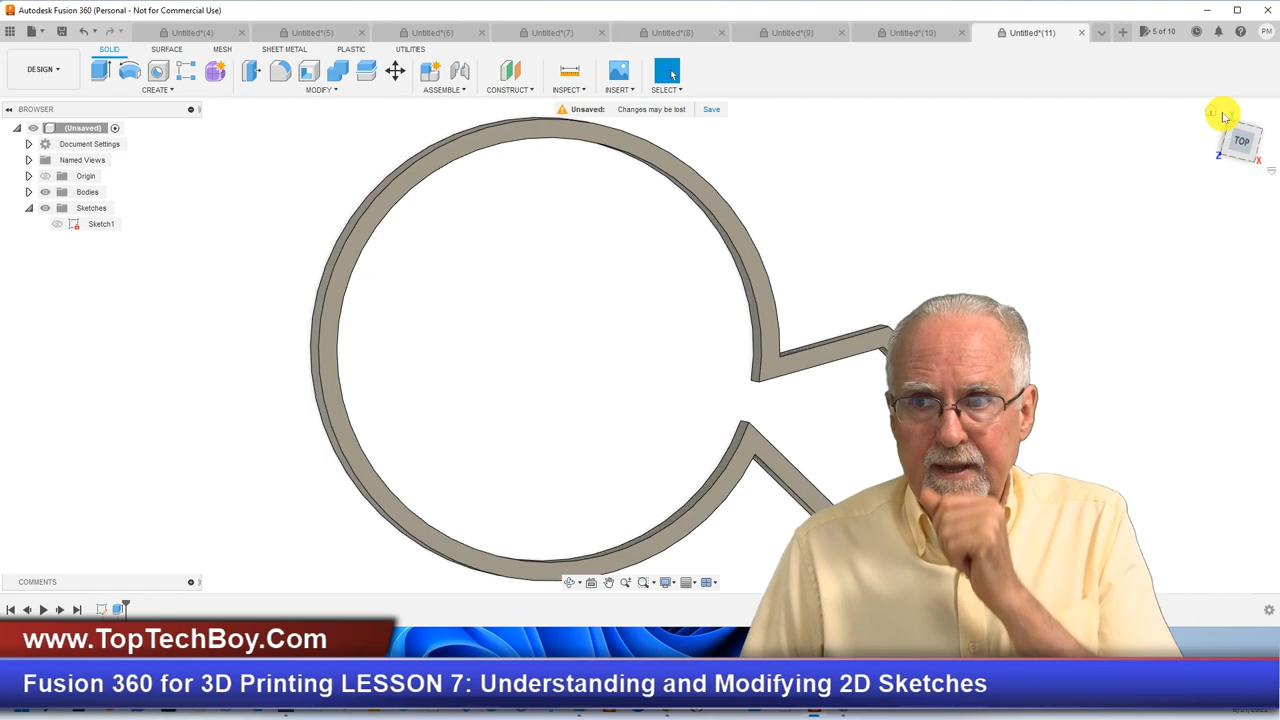 Autodesk Fusion 360 (Personal - Not for Commercial Use)
Untitled*(4) Untitled*(5) Untitled*(6) Untitled*(7) Untitled*(8) Untitled*(9) Untitled*(10) Untitled*(11) 5 of 10 PM
SOLID SURFACE MESH SHEET METAL PLASTIC UTILITIES
DESIGN
CREATE MODIFY ASSEMBLE CONSTRUCT INSPECT INSERT SELECT
BROWSER
Unsaved: Changes may be lost Save
(Unsaved)
Document Settings
Named Views
Origin
Bodies
Sketches
Sketch1
TOP
Z X
COMMENTS
www.TopTechBoy.Com
Fusion 360 for 3D Printing LESSON 7: Understanding and Modifying 2D Sketches